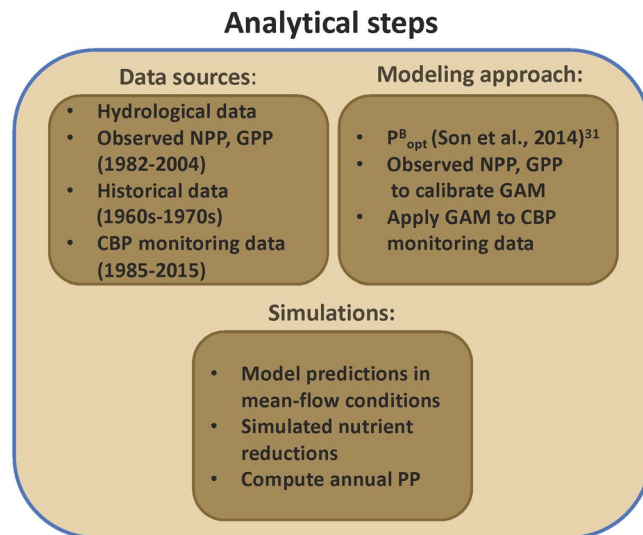 Analytical steps
Data sources:
• Hydrological data
• Observed NPP, GPP
(1982-2004)
• Historical data
(1960s-1970s)
• CBP monitoring data
(1985-2015)
Modeling approach:
• Pᴮopt (Son et al., 2014)³¹
• Observed NPP, GPP
to calibrate GAM
• Apply GAM to CBP
monitoring data
Simulations:
• Model predictions in
mean-flow conditions
• Simulated nutrient
reductions
• Compute annual PP